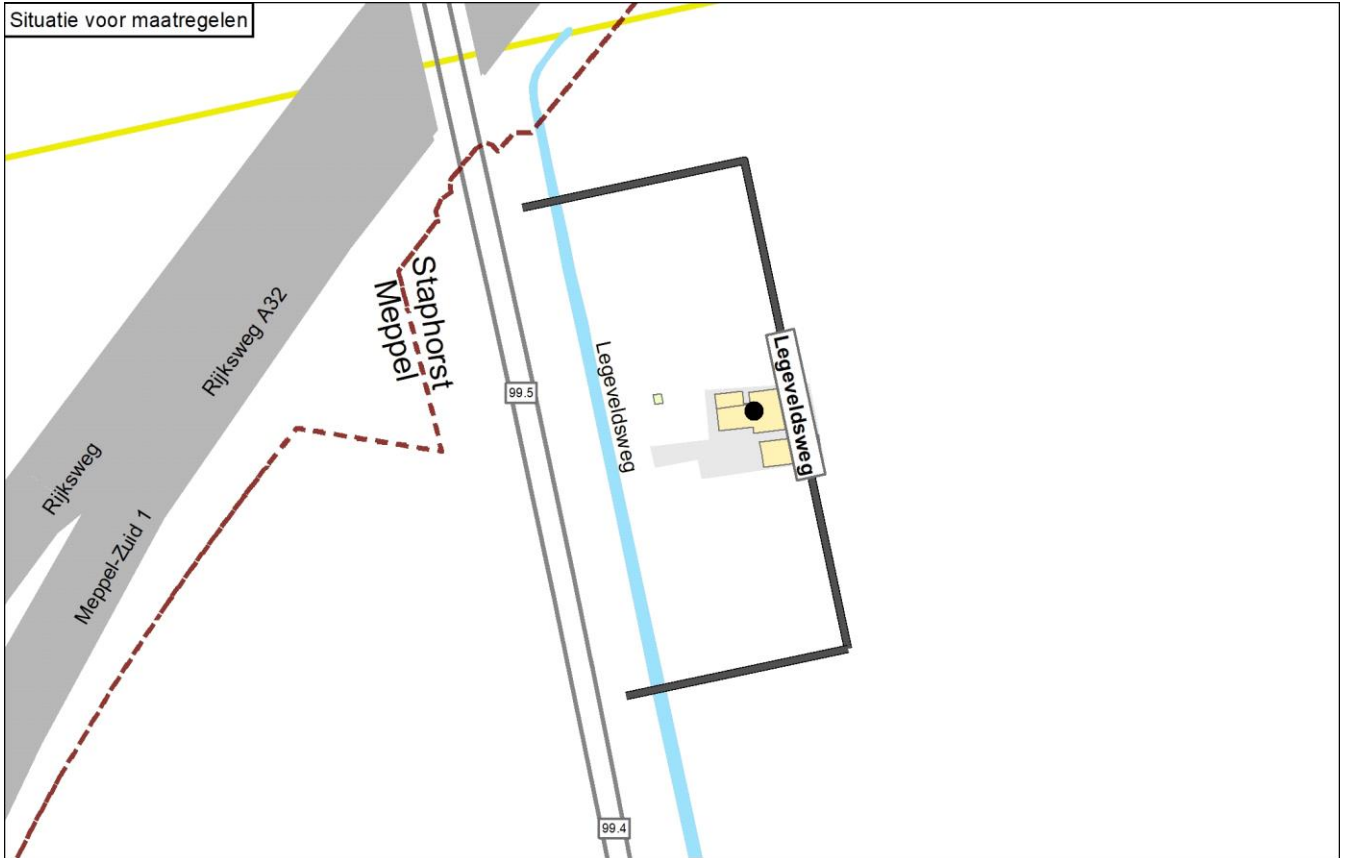 Situatie voor maatregelen
Staphorst
Meppel
Rijksweg A32
Legeveldsweg
Legeveldsweg
99.5
Rijksweg
Meppel-Zuid 1
99.4